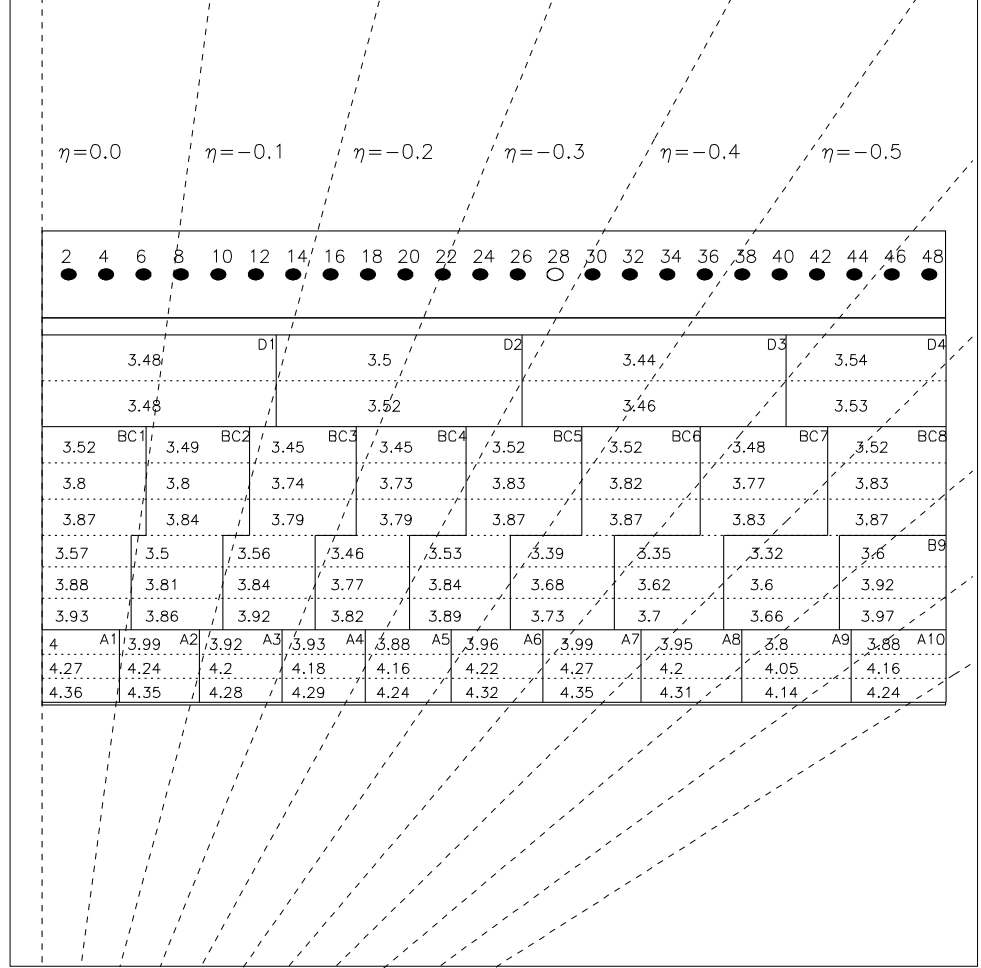 η=0.0 η=−0.1 η=−0.2 η=−0.3 η=−0.4 η=−0.5
2 4 6 8 10 12 14 16 18 20 22 24 26 28 30 32 34 36 38 40 42 44 46 48
D1 D2 D3 D4
3.48 3.5 3.44 3.54
3.48 3.52 3.46 3.53
BC1 BC2 BC3 BC4 BC5 BC6 BC7 BC8
3.52 3.49 3.45 3.45 3.52 3.52 3.48 3.52
3.8 3.8 3.74 3.73 3.83 3.82 3.77 3.83
3.87 3.84 3.79 3.79 3.87 3.87 3.83 3.87
B9
3.57 3.5 3.56 3.46 3.53 3.39 3.35 3.32 3.6
3.88 3.81 3.84 3.77 3.84 3.68 3.62 3.6 3.92
3.93 3.86 3.92 3.82 3.89 3.73 3.7 3.66 3.97
A1 A2 A3 A4 A5 A6 A7 A8 A9 A10
4 3.99 3.92 3.93 3.88 3.96 3.99 3.95 3.8 3.88
4.27 4.24 4.2 4.18 4.16 4.22 4.27 4.2 4.05 4.16
4.36 4.35 4.28 4.29 4.24 4.32 4.35 4.31 4.14 4.24